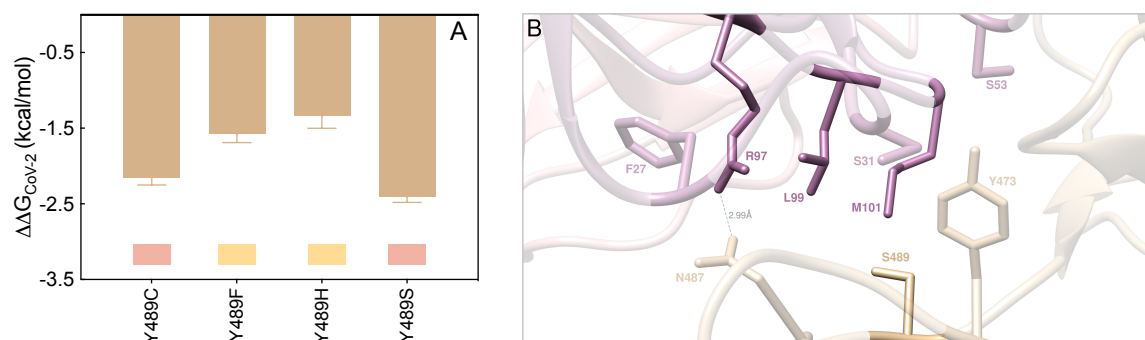 A
ΔΔG_CoV-2 (kcal/mol)
-0.5
-1.5
-2.5
-3.5
Y489C
Y489F
Y489H
Y489S
B
S53
F27
R97
S31
L99
Y473
M101
2.99Å
N487
S489